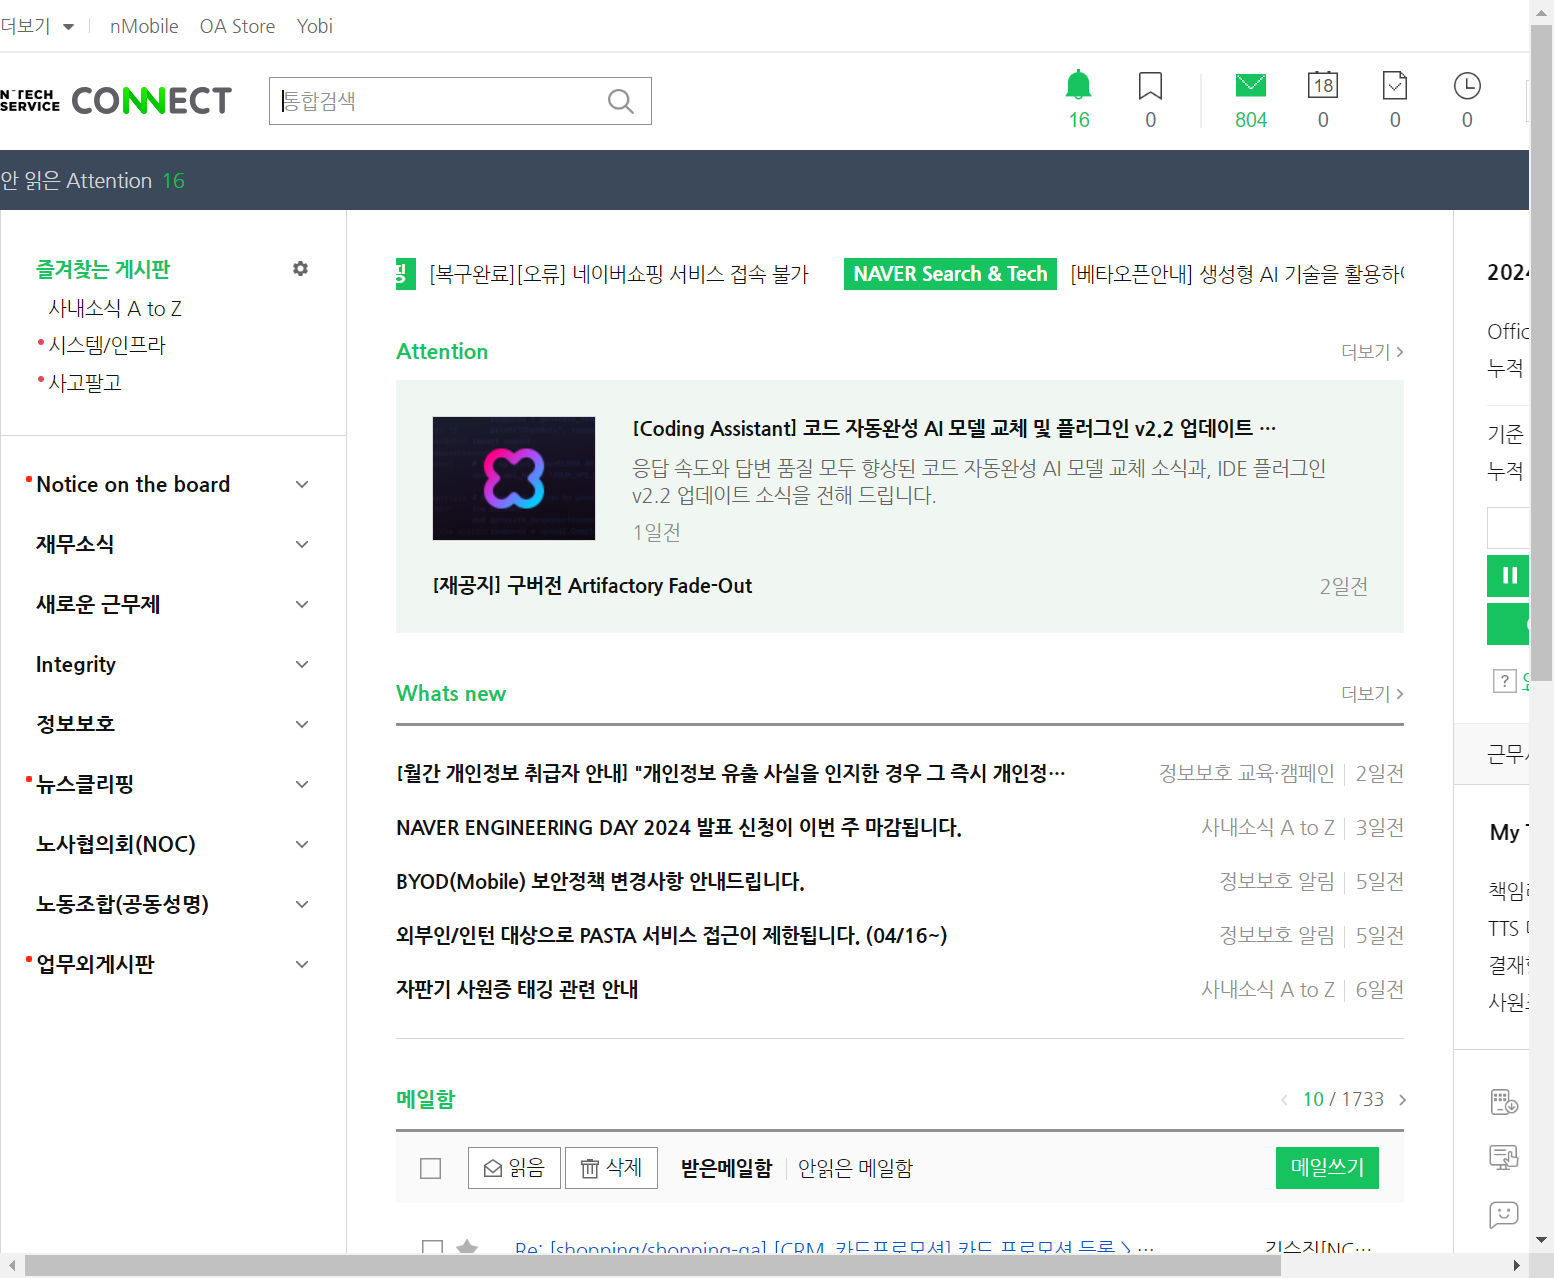 더보기 nMobile OA Store Yobi
N TECH SERVICE CONNECT 통합검색
18
16 0 804 0 0 0
안 읽은 Attention 16
즐겨찾는 게시판
사내소식 A to Z
시스템/인프라
사고팔고
Notice on the board
재무소식
새로운 근무제
Integrity
정보보호
뉴스클리핑
노사협의회(NOC)
노동조합(공동성명)
업무외게시판
핑 [복구완료][오류] 네이버쇼핑 서비스 접속 불가 NAVER Search & Tech [베타오픈안내] 생성형 AI 기술을 활용하
Attention 더보기 >
[Coding Assistant] 코드 자동완성 AI 모델 교체 및 플러그인 v2.2 업데이트 ...
응답 속도와 답변 품질 모두 향상된 코드 자동완성 AI 모델 교체 소식과, IDE 플러그인
v2.2 업데이트 소식을 전해 드립니다.
1일전
[재공지] 구버전 Artifactory Fade-Out 2일전
Whats new 더보기 >
[월간 개인정보 취급자 안내] "개인정보 유출 사실을 인지한 경우 그 즉시 개인정... 정보보호 교육·캠페인 2일전
NAVER ENGINEERING DAY 2024 발표 신청이 이번 주 마감됩니다. 사내소식 A to Z 3일전
BYOD(Mobile) 보안정책 변경사항 안내드립니다. 정보보호 알림 5일전
외부인/인턴 대상으로 PASTA 서비스 접근이 제한됩니다. (04/16~) 정보보호 알림 5일전
자판기 사원증 태깅 관련 안내 사내소식 A to Z 6일전
메일함 < 10 / 1733 >
읽음 삭제 받은메일함 안읽은 메일함 메일쓰기
Re: [shopping/shopping-qa] [CRM, 카드프로모션] 카드 프로모션 등록 > ... 김수진[NC...
2024
Offic
누적
기준
누적
?
근무
My
책임
TTS
결재
사원